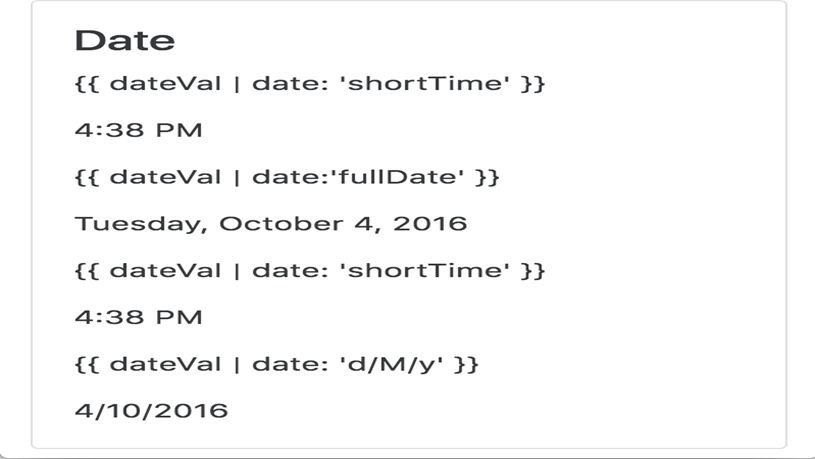 Date
{{ dateVal | date: 'shortTime' }}
4:38 PM
{{ dateVal | date:'fullDate' }}
Tuesday, October 4, 2016
{{ dateVal | date: 'shortTime' }}
4:38 PM
{{ dateVal | date: 'd/M/y' }}
4/10/2016